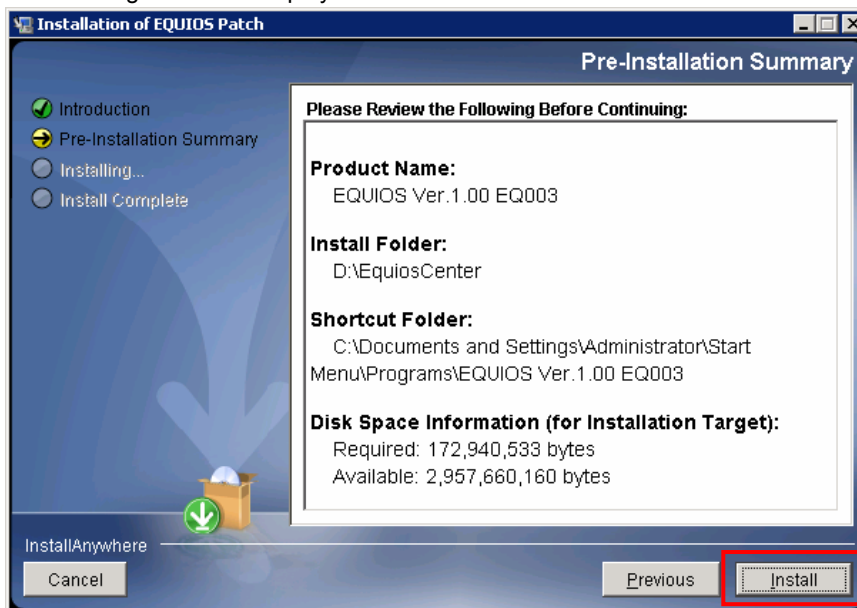 Installation of EQUIOS Patch
Pre-Installation Summary
Introduction
Pre-Installation Summary
Installing...
Install Complete
Please Review the Following Before Continuing:
Product Name:
EQUIOS Ver.1.00 EQ003
Install Folder:
D:\EquiosCenter
Shortcut Folder:
C:\Documents and Settings\Administrator\Start
Menu\Programs\EQUIOS Ver.1.00 EQ003
Disk Space Information (for Installation Target):
Required: 172,940,533 bytes
Available: 2,957,660,160 bytes
InstallAnywhere
Cancel
Previous
Install